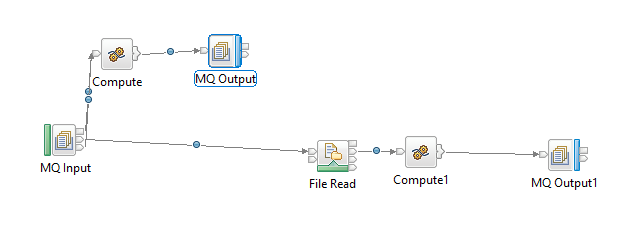 Compute
MQ Output
MQ Input
File Read
Compute1
MQ Output1